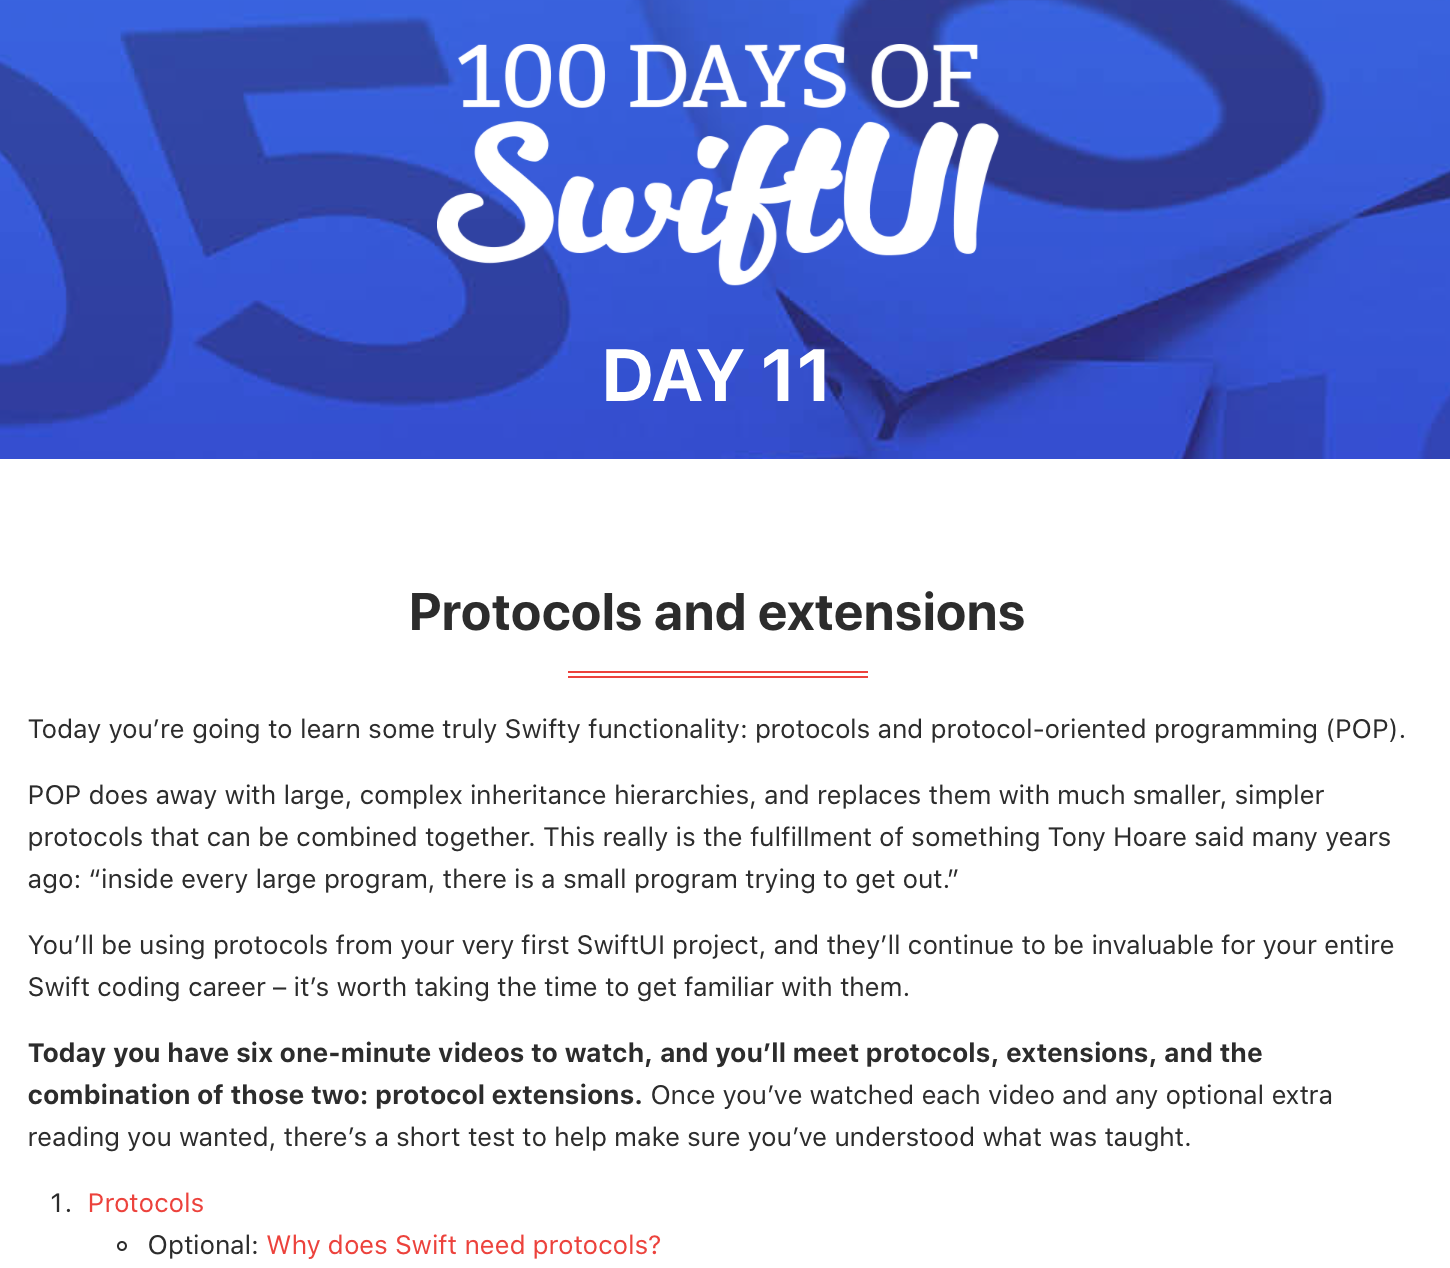 100 DAYS OF
SwiftUI
DAY 11
Protocols and extensions
Today you’re going to learn some truly Swifty functionality: protocols and protocol-oriented programming (POP).
POP does away with large, complex inheritance hierarchies, and replaces them with much smaller, simpler
protocols that can be combined together. This really is the fulfillment of something Tony Hoare said many years
ago: “inside every large program, there is a small program trying to get out.”
You’ll be using protocols from your very first SwiftUI project, and they’ll continue to be invaluable for your entire
Swift coding career – it’s worth taking the time to get familiar with them.
Today you have six one-minute videos to watch, and you’ll meet protocols, extensions, and the
combination of those two: protocol extensions. Once you’ve watched each video and any optional extra
reading you wanted, there’s a short test to help make sure you’ve understood what was taught.
1. Protocols
Optional: Why does Swift need protocols?